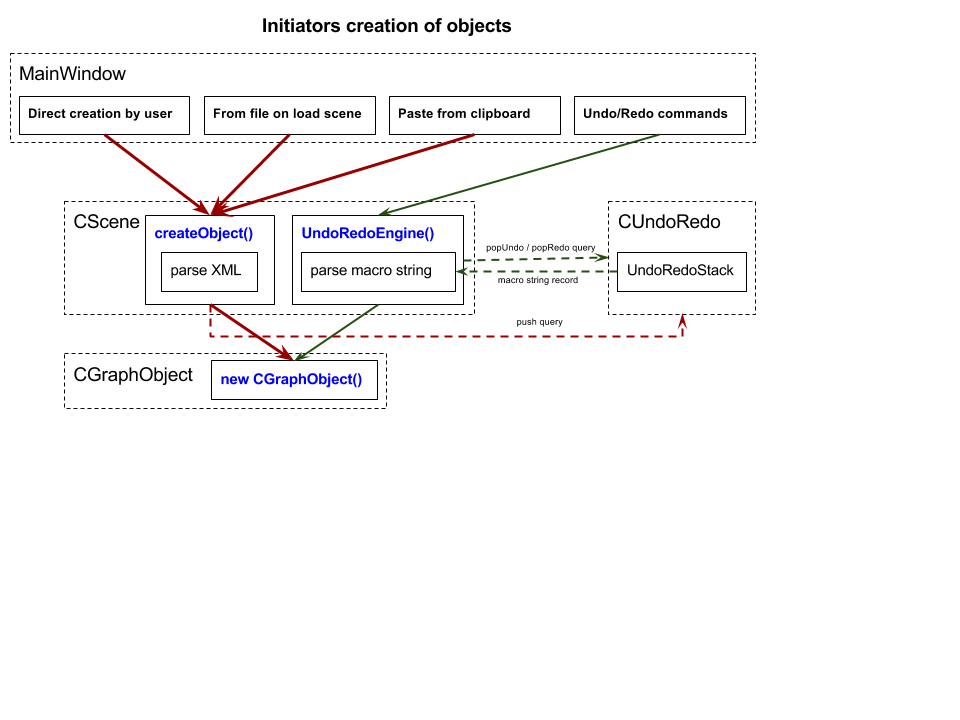 Initiators creation of objects
MainWindow
Direct creation by user
From file on load scene
Paste from clipboard
Undo/Redo commands
CScene
createObject()
parse XML
UndoRedoEngine()
parse macro string
popUndo / popRedo query
macro string record
CUndoRedo
UndoRedoStack
push query
CGraphObject
new CGraphObject()